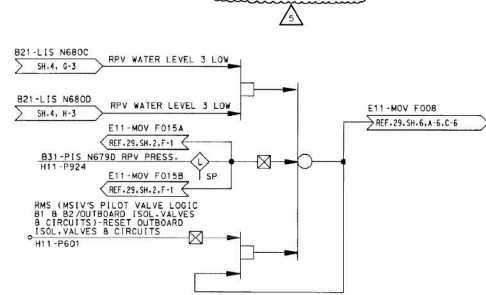 5
B21-LIS N680C
SH.4, G-3
RPV WATER LEVEL 3 LOW
B21-LIS N680D
SH.4, H-3
RPV WATER LEVEL 3 LOW
E11-MOV F008
REF.29,SH.6,A-6,C-6
E11-MOV F015A
REF.29,SH.2,F-1
B31-PIS N679D RPV PRESS.
H11-P924
L
SP
E11-MOV F015B
REF.29,SH.2,F-1
RMS (MSIV'S PILOT VALVE LOGIC
B1 & B2/OUTBOARD ISOL.VALVES
& CIRCUITS)-RESET OUTBOARD
ISOL.VALVES & CIRCUITS
H11-P601